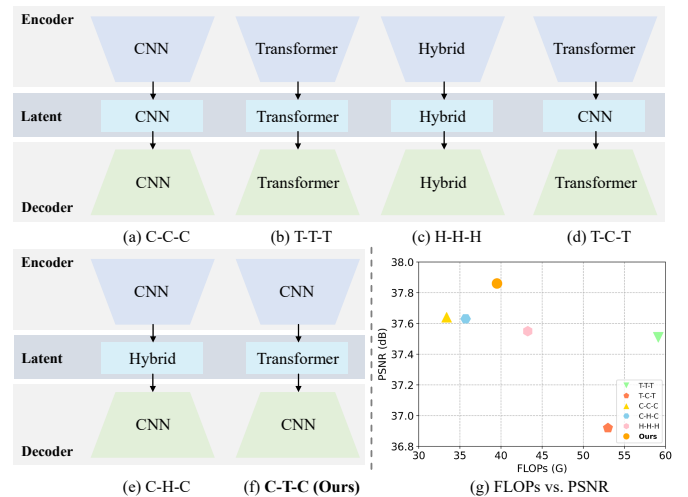 Encoder
CNN
Transformer
Hybrid
Transformer
Latent
CNN
Transformer
Hybrid
CNN
CNN
Transformer
Hybrid
Transformer
Decoder
(a) C-C-C
(b) T-T-T
(c) H-H-H
(d) T-C-T
Encoder
CNN
CNN
Latent
Hybrid
Transformer
CNN
CNN
Decoder
(e) C-H-C
(f) C-T-C (Ours)
38.0
37.8
37.6
37.4
37.2
37.0
36.8
PSNR (dB)
T-T-T
T-C-T
C-C-C
C-H-C
H-H-H
Ours
30
35
40
45
50
55
60
FLOPs (G)
(g) FLOPs vs. PSNR